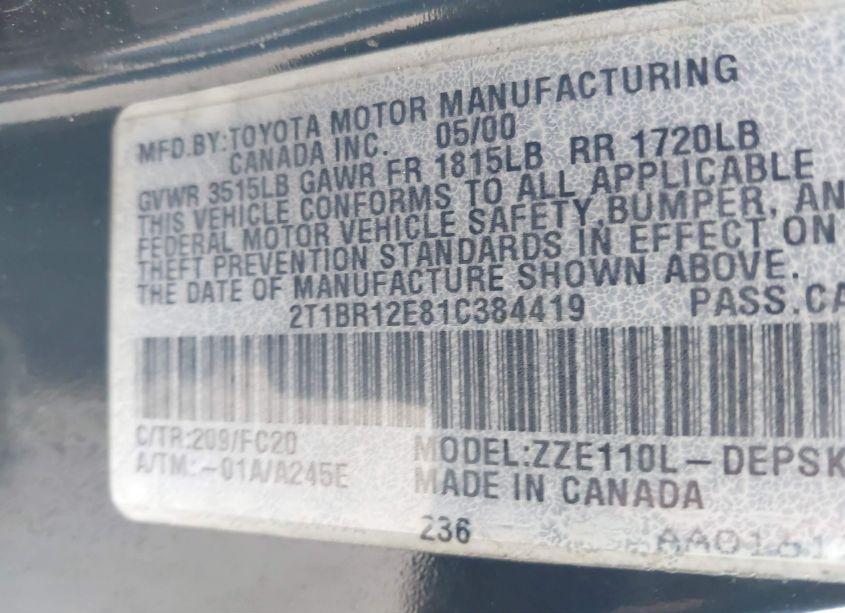 MFD.BY:TOYOTA MOTOR MANUFACTURING
CANADA INC. 05/00
GVWR 3515LB GAWR FR 1815LB RR 1720LB
THIS VEHICLE CONFORMS TO ALL APPLICABLE
FEDERAL MOTOR VEHICLE SAFETY,BUMPER, AN
THEFT PREVENTION STANDARDS IN EFFECT ON
THE DATE OF MANUFACTURE SHOWN ABOVE.
2T1BR12E81C384419 PASS.CA
C/TR:209/FC20 MODEL:ZZE110L-DEPSK
A/TM:-01A/A245E MADE IN CANADA
236